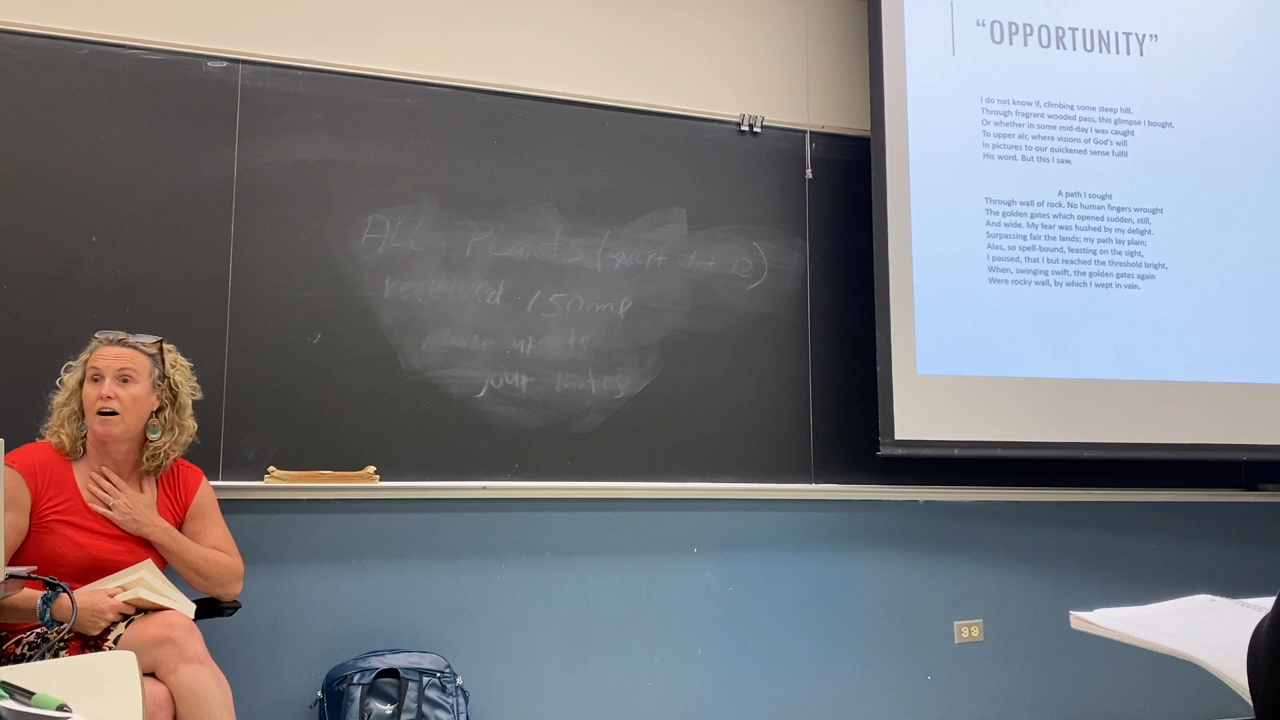 All Plants (except Lot 12)
150ml
update
your Notes
“OPPORTUNITY”
I do not know if, climbing some steep hill,
Through fragrant wooded pass, this glimpse I bought,
Or whether in some mid-day I was caught
To upper air, where visions of God's will
In pictures to our quickened sense fulfil
His word. But this I saw.
A path I sought
Through wall of rock. No human fingers wrought
The golden gates which opened sudden, still,
And wide. My fear was hushed by my delight.
Surpassing fair the lands; my path lay plain;
Alas, so spell-bound, feasting on the sight,
I paused, that I but reached the threshold bright,
When, swinging swift, the golden gates again
Were rocky wall, by which I wept in vain.